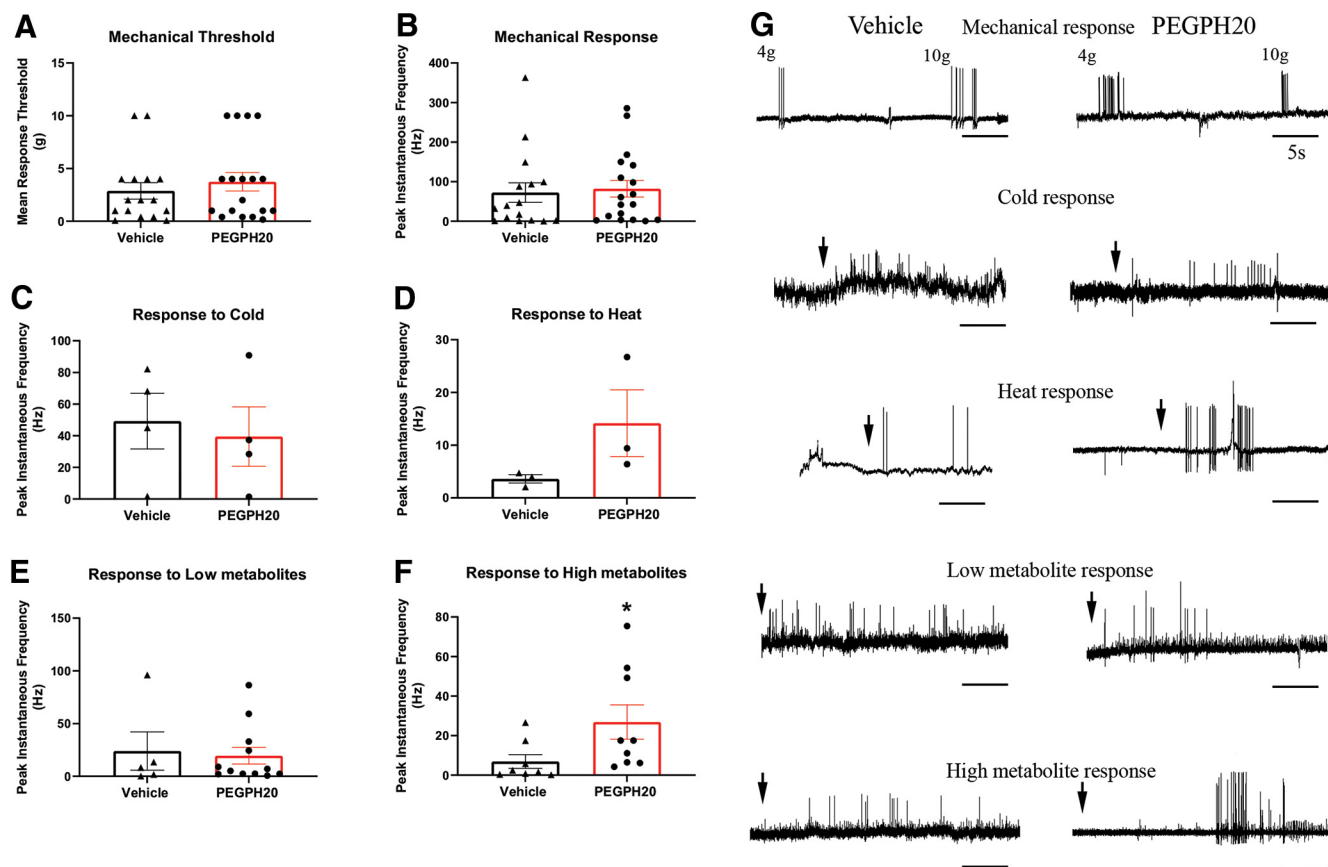 A
Mechanical Threshold
Mean Response Threshold
(g)
15
10
5
0
Vehicle
PEGPH20
B
Mechanical Response
Peak Instantaneous Frequency
(Hz)
400
300
200
100
0
Vehicle
PEGPH20
C
Response to Cold
Peak Instantaneous Frequency
(Hz)
100
80
60
40
20
0
Vehicle
PEGPH20
D
Response to Heat
Peak Instantaneous Frequency
(Hz)
30
20
10
0
Vehicle
PEGPH20
E
Response to Low metabolites
Peak Instantaneous Frequency
(Hz)
150
100
50
0
Vehicle
PEGPH20
F
Response to High metabolites
Peak Instantaneous Frequency
(Hz)
80
60
40
20
0
*
Vehicle
PEGPH20
G
Vehicle Mechanical response PEGPH20
4g 10g 4g 10g
5s
Cold response
Heat response
Low metabolite response
High metabolite response